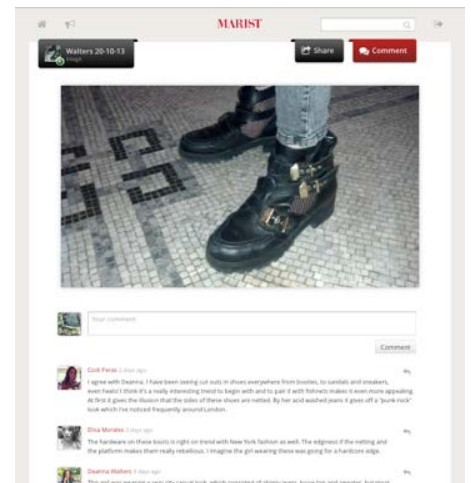 MARIST
Walters 20-10-13
Image
Share
Comment
Your comment
Comment
Cindi Peras 2 days ago
I agree with Deanna. I have been seeing cut outs in shoes everywhere from booties, to sandals and sneakers,
even heels! I think it's a really interesting trend to begin with and to pair it with fishnets makes it even more appealing.
At first it gives the illusion that the sides of these shoes are netted. By her acid washed jeans it gives off a "punk rock"
look which I've noticed frequently around London.
Diva Morales 3 days ago
The hardware on these boots is right on trend with New York fashion as well. The edginess if the netting and
the platform makes them really rebellious. I imagine the girl wearing these was going for a hardcore edge.
Deanna Walters 3 days ago